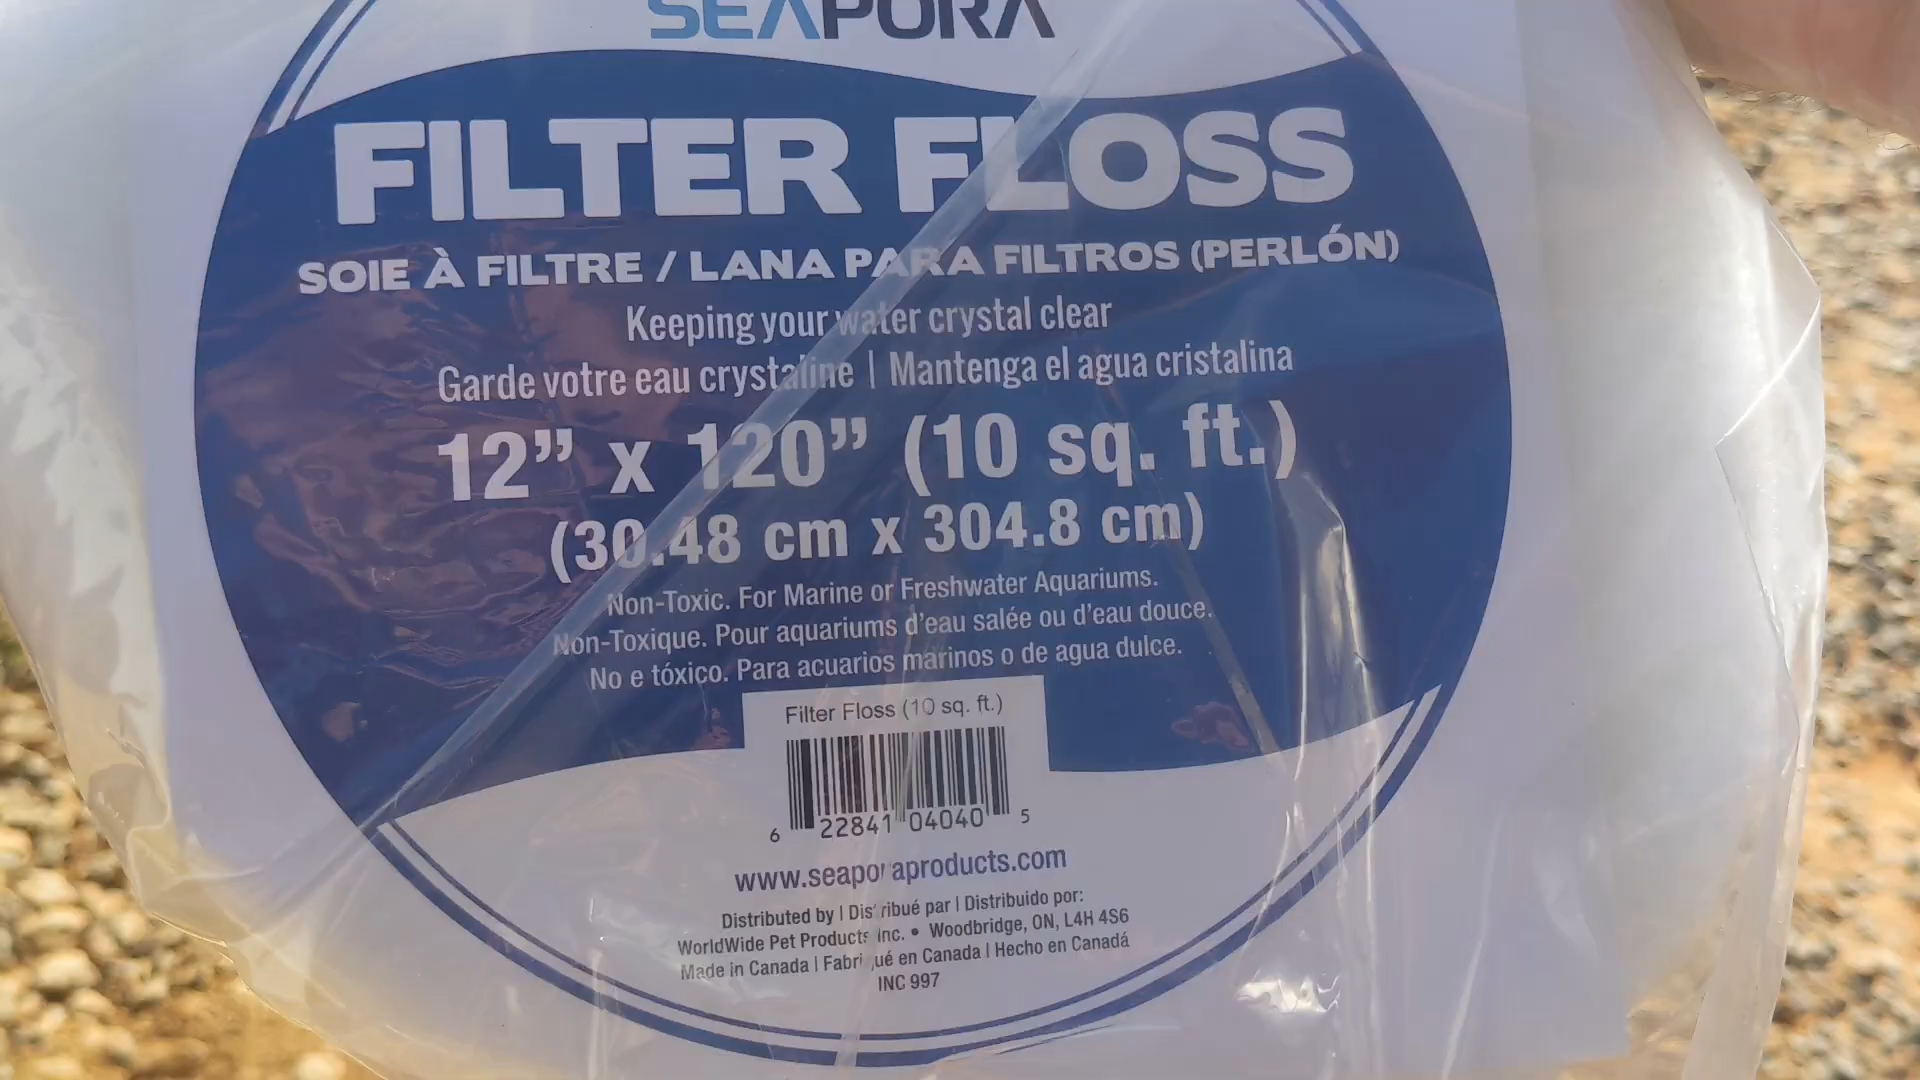 SEAPORA
FILTER FLOSS
SOIE À FILTRE / LANA PARA FILTROS (PERLÓN)
Keeping your water crystal clear
Garde votre eau crystaline | Mantenga el agua cristalina
12” x 120” (10 sq. ft.)
(30.48 cm x 304.8 cm)
Non-Toxic. For Marine or Freshwater Aquariums.
Non-Toxique. Pour aquariums d’eau salée ou d’eau douce.
No e tóxico. Para acuarios marinos o de agua dulce.
Filter Floss (10 sq. ft.)
6 22841 04040 5
www.seaporaproducts.com
Distributed by | Distribué par | Distribuido por:
WorldWide Pet Products Inc. • Woodbridge, ON, L4H 4S6
Made in Canada | Fabriqué en Canada | Hecho en Canadá
INC 997